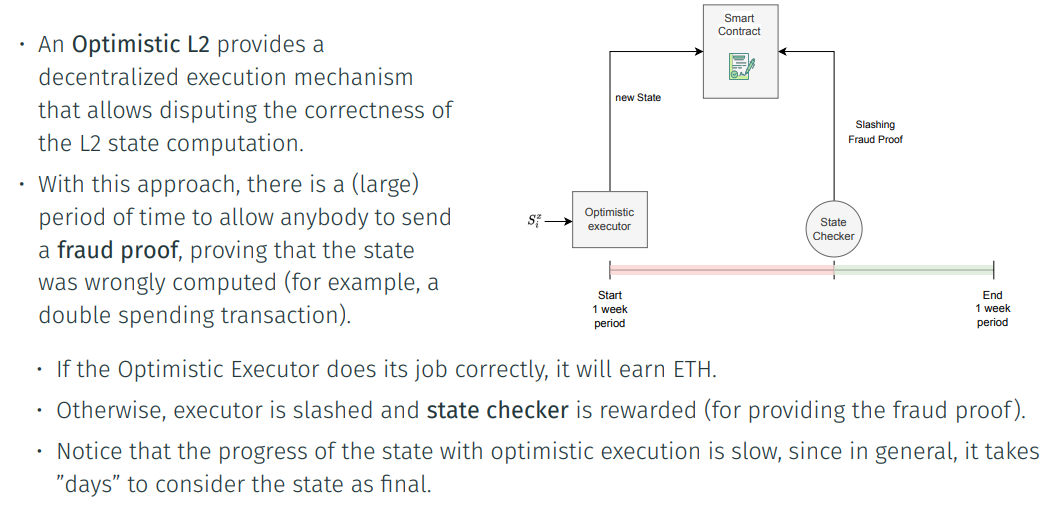 • An Optimistic L2 provides a
decentralized execution mechanism
that allows disputing the correctness of
the L2 state computation.
• With this approach, there is a (large)
period of time to allow anybody to send
a fraud proof, proving that the state
was wrongly computed (for example, a
double spending transaction).
Smart
Contract
new State
Slashing
Fraud Proof
S_i^z
Optimistic
executor
State
Checker
Start
1 week
period
End
1 week
period
• If the Optimistic Executor does its job correctly, it will earn ETH.
• Otherwise, executor is slashed and state checker is rewarded (for providing the fraud proof).
• Notice that the progress of the state with optimistic execution is slow, since in general, it takes
”days” to consider the state as final.